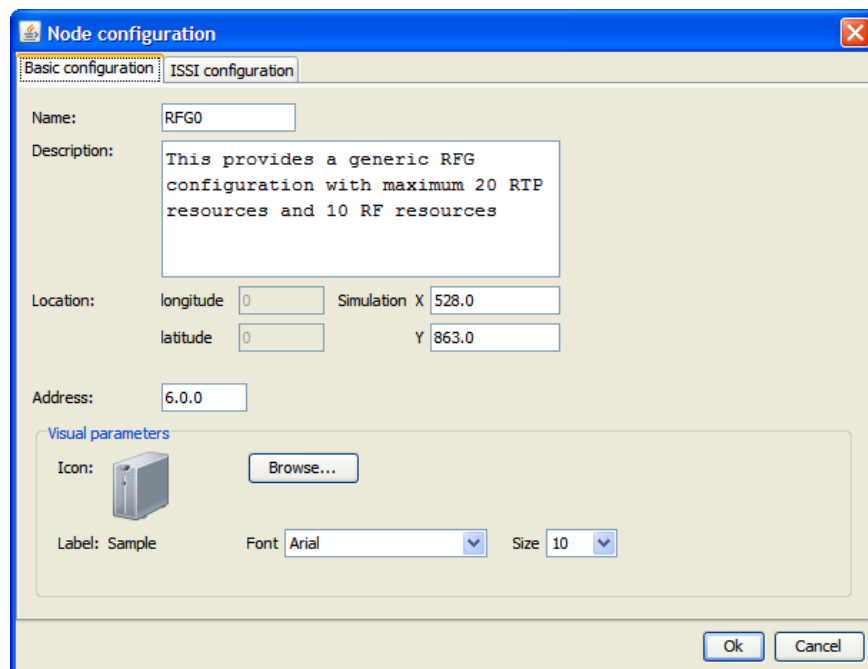 Node configuration
Basic configuration ISSI configuration
Name: RFG0
Description: This provides a generic RFG
configuration with maximum 20 RTP
resources and 10 RF resources
Location: longitude 0 Simulation X 528.0
latitude 0 Y 863.0
Address: 6.0.0
Visual parameters
Icon: Browse...
Label: Sample Font Arial Size 10
Ok Cancel